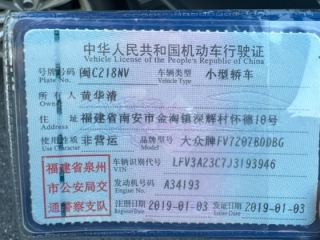 中华人民共和国机动车行驶证
Vehicle License of the People's Republic of China
号牌号码 闽C218NV 车辆类型 小型轿车
Plate No. Vehicle Type
所有人 黄华清
Owner
住址 福建省南安市金淘镇深辉村怀德18号
Address
使用性质 非营运 品牌型号 大众牌FV7207BDDBG
Use Character Model
福建省泉州市公安局交通警察支队
车辆识别代号 LFV3A23C7J3193946
VIN
发动机号码 A34193
Engine No.
注册日期 2019-01-03 发证日期 2019-01-03
Register Date Issue Date